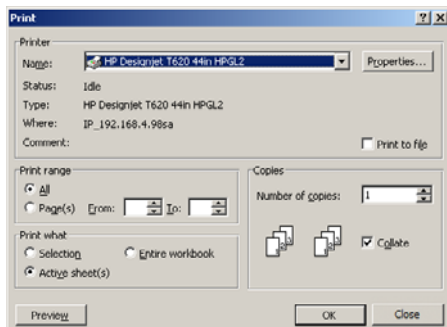 Print
Printer
Name: HP Designjet T620 44in HPGL2 Properties...
Status: Idle
Type: HP Designjet T620 44in HPGL2
Where: IP_192.168.4.98sa
Comment: Print to file
Print range
All
Page(s) From: To:
Copies
Number of copies: 1
Collate
Print what
Selection Entire workbook
Active sheet(s)
Preview OK Close